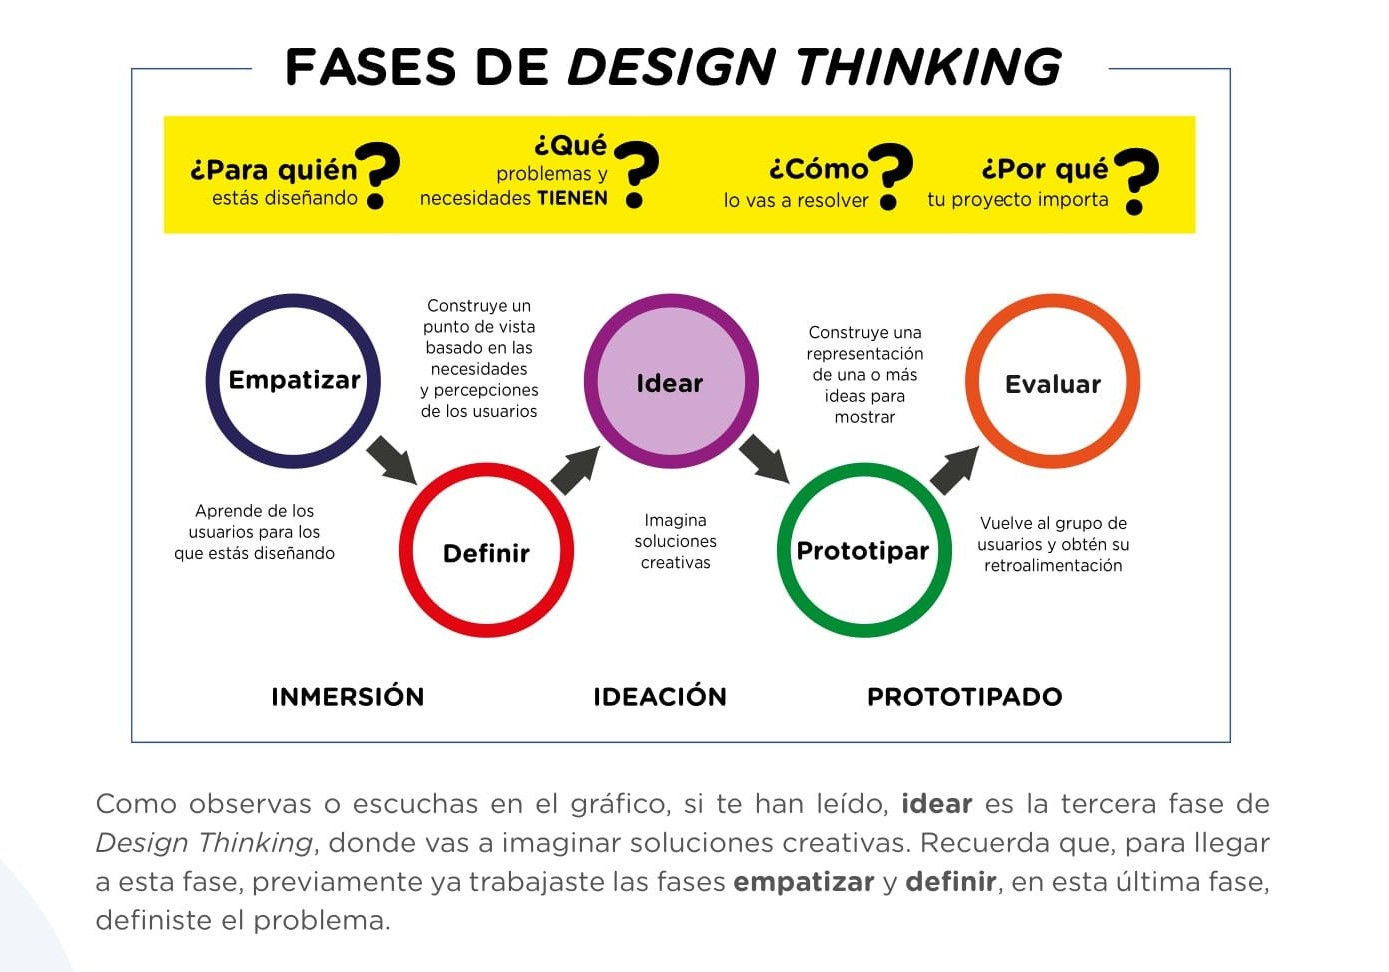 FASES DE DESIGN THINKING
¿Para quién
estás diseñando ?
¿Qué
problemas y
necesidades TIENEN ?
¿Cómo
lo vas a resolver ?
¿Por qué
tu proyecto importa ?
Empatizar
Aprende de los
usuarios para los
que estás diseñando
Construye un
punto de vista
basado en las
necesidades
y percepciones
de los usuarios
Definir
Idear
Imagina
soluciones
creativas
Construye una
representación
de una o más
ideas para
mostrar
Prototipar
Evaluar
Vuelve al grupo de
usuarios y obtén su
retroalimentación
INMERSIÓN
IDEACIÓN
PROTOTIPADO
Como observas o escuchas en el gráfico, si te han leído, idear es la tercera fase de
Design Thinking, donde vas a imaginar soluciones creativas. Recuerda que, para llegar
a esta fase, previamente ya trabajaste las fases empatizar y definir, en esta última fase,
definiste el problema.